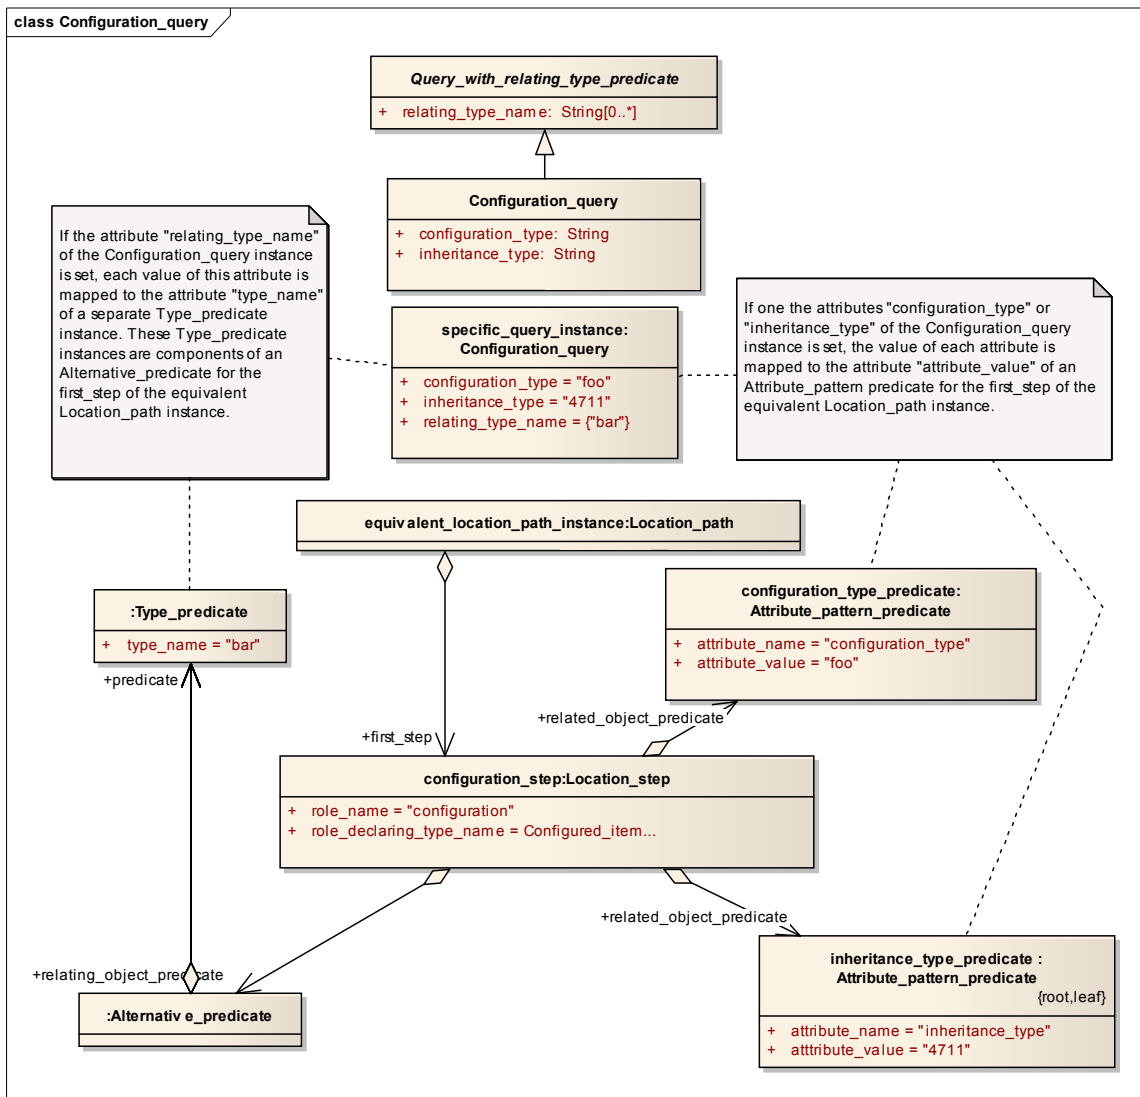 class Configuration_query
Query_with_relating_type_predicate
+ relating_type_name: String[0..*]
Configuration_query
+ configuration_type: String
+ inheritance_type: String
If the attribute "relating_type_name"
of the Configuration_query instance
is set, each value of this attribute is
mapped to the attribute "type_name"
of a separate Type_predicate
instance. These Type_predicate
instances are components of an
Alternative_predicate for the
first_step of the equivalent
Location_path instance.
specific_query_instance:
Configuration_query
+ configuration_type = "foo"
+ inheritance_type = "4711"
+ relating_type_name = {"bar"}
If one the attributes "configuration_type" or
"inheritance_type" of the Configuration_query
instance is set, the value of each attribute is
mapped to the attribute "attribute_value" of an
Attribute_pattern predicate for the first_step of the
equivalent Location_path instance.
equivalent_location_path_instance:Location_path
:Type_predicate
+ type_name = "bar"
configuration_type_predicate:
Attribute_pattern_predicate
+ attribute_name = "configuration_type"
+ attribute_value = "foo"
+predicate
+related_object_predicate
+first_step
configuration_step:Location_step
+ role_name = "configuration"
+ role_declaring_type_name = Configured_item...
+related_object_predicate
+relating_object_predicate
:Alternative_predicate
inheritance_type_predicate :
Attribute_pattern_predicate
{root,leaf}
+ attribute_name = "inheritance_type"
+ atttribute_value = "4711"